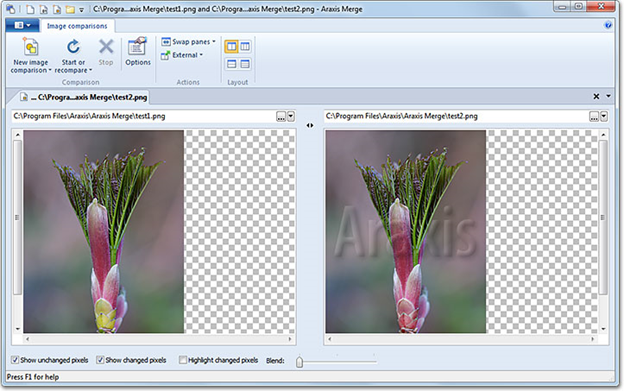 C:\Progra...axis Merge\test1.png and C:\Progra...axis Merge\test2.png - Araxis Merge
Image comparisons
New image comparison
Start or recompare
Stop
Options
Swap panes
External
Comparison
Actions
Layout
... C:\Progra...axis Merge\test2.png
C:\Program Files\Araxis\Araxis Merge\test1.png
C:\Program Files\Araxis\Araxis Merge\test2.png
Araxis
Show unchanged pixels
Show changed pixels
Highlight changed pixels
Blend:
Press F1 for help